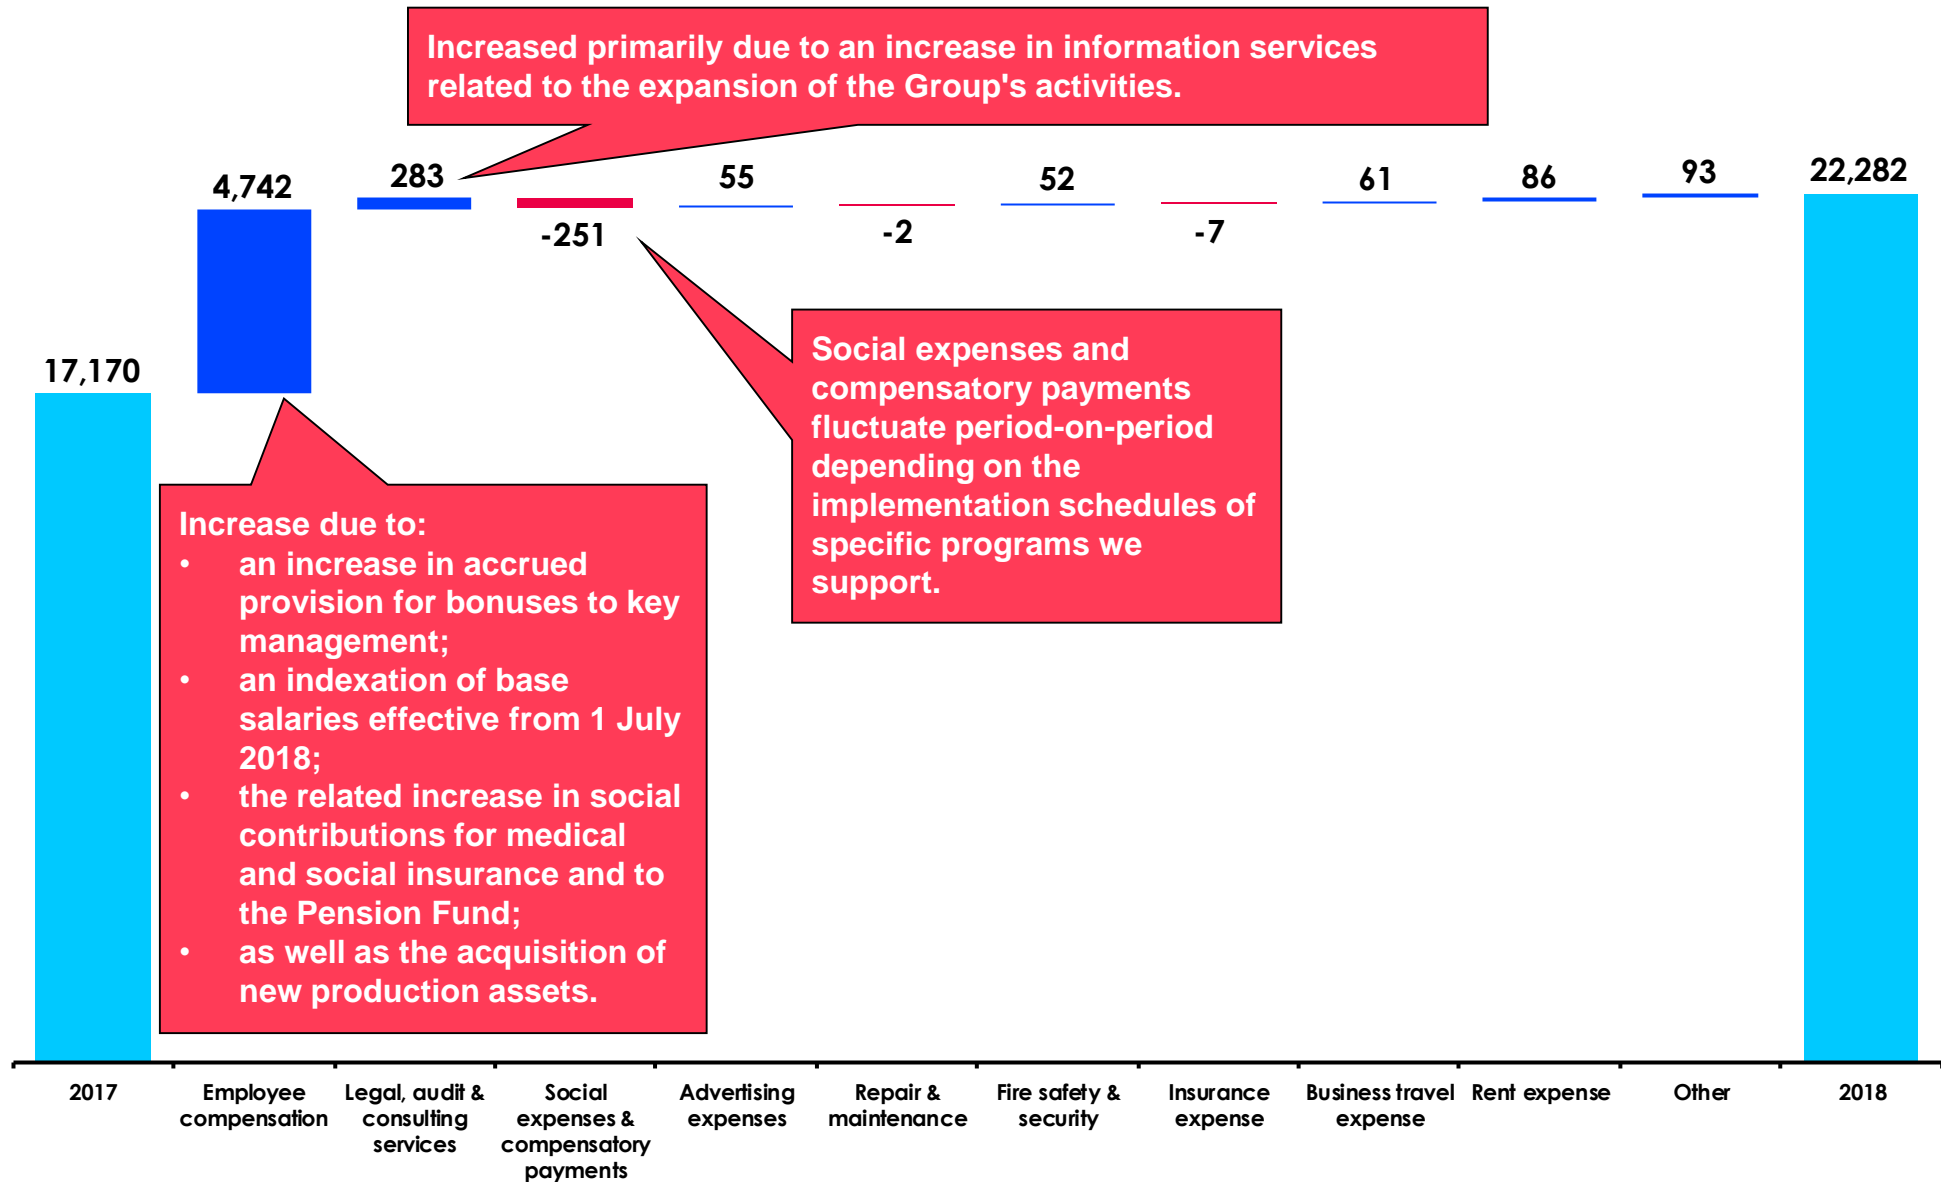 Increased primarily due to an increase in information services
related to the expansion of the Group's activities.
17,170
4,742
283
-251
55
-2
52
-7
61
86
93
22,282
Social expenses and
compensatory payments
fluctuate period-on-period
depending on the
implementation schedules of
specific programs we
support.
Increase due to:
• an increase in accrued
provision for bonuses to key
management;
• an indexation of base
salaries effective from 1 July
2018;
• the related increase in social
contributions for medical
and social insurance and to
the Pension Fund;
• as well as the acquisition of
new production assets.
2017
Employee
compensation
Legal, audit &
consulting
services
Social
expenses &
compensatory
payments
Advertising
expenses
Repair &
maintenance
Fire safety &
security
Insurance
expense
Business travel
expense
Rent expense
Other
2018